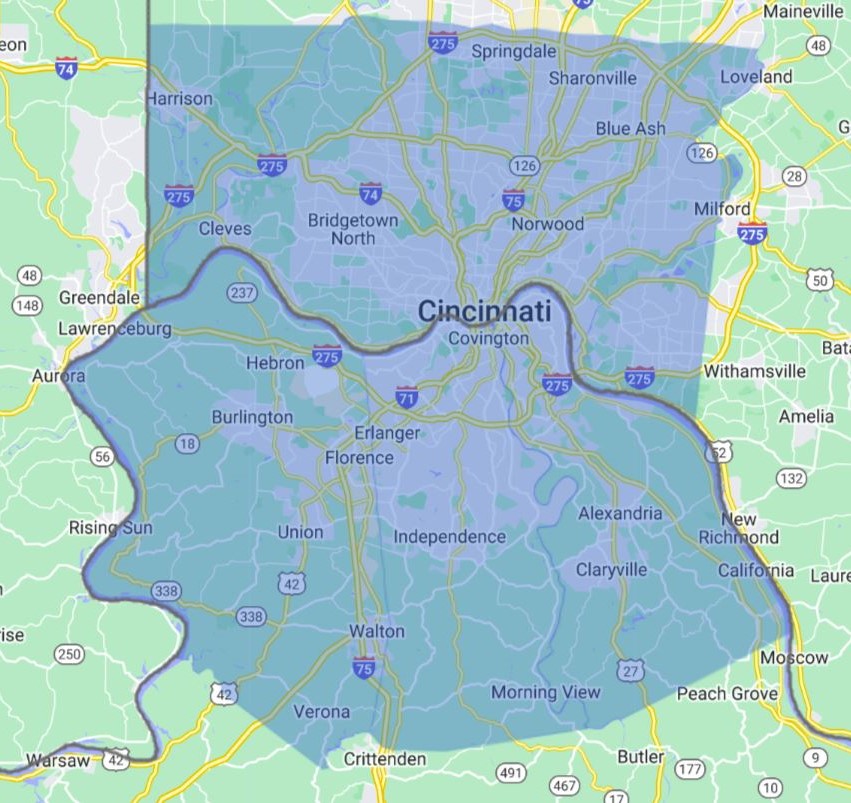 75
Maineville
275
48
eon
Springdale
74
Sharonville
Loveland
Harrison
Blue Ash
G
126
126
275
28
275
74
75
Bridgetown
North
Milford
Norwood
Cleves
275
48
50
148
Greendale
237
Cincinnati
Lawrenceburg
Covington
Bata
Hebron
275
Aurora
275
275
Withamsville
71
Burlington
Amelia
18
Erlanger
56
Florence
52
132
Rising Sun
Alexandria
New
Richmond
Union
Independence
Claryville
California
Laure
42
338
338
Walton
rise
250
Moscow
75
27
42
Morning View
Peach Grove
Verona
Warsaw
42
Crittenden
Butler
9
491
177
467
10
17